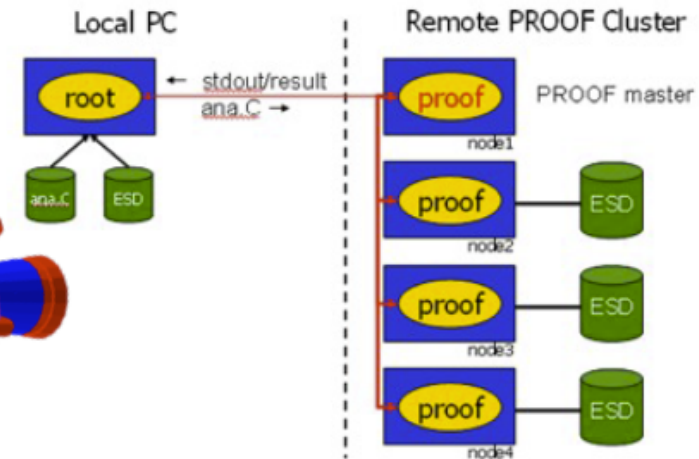 Local PC
Remote PROOF Cluster
root
← stdout/result
ana.C →
proof
PROOF master
node1
ana.C
ESD
proof
ESD
node2
proof
ESD
node3
proof
ESD
node4